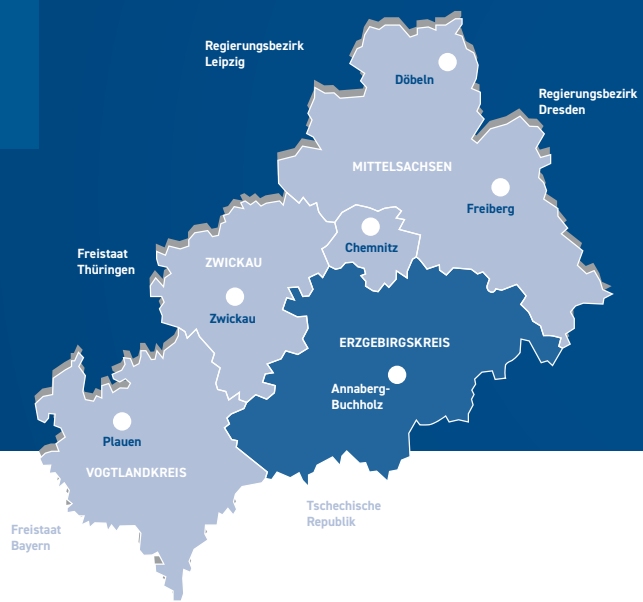 Regierungsbezirk
Leipzig
Döbeln
Regierungsbezirk
Dresden
MITTELSACHSEN
Freiberg
Chemnitz
Freistaat
Thüringen
ZWICKAU
Zwickau
ERZGEBIRGSKREIS
Annaberg-
Buchholz
Plauen
VOGTLANDKREIS
Tschechische
Republik
Freistaat
Bayern